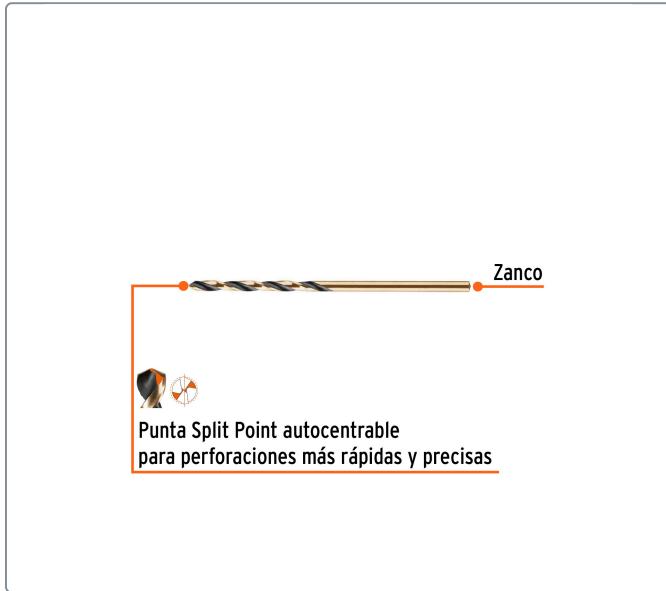 Zanco
Punta Split Point autocentrable
para perforaciones más rápidas y precisas